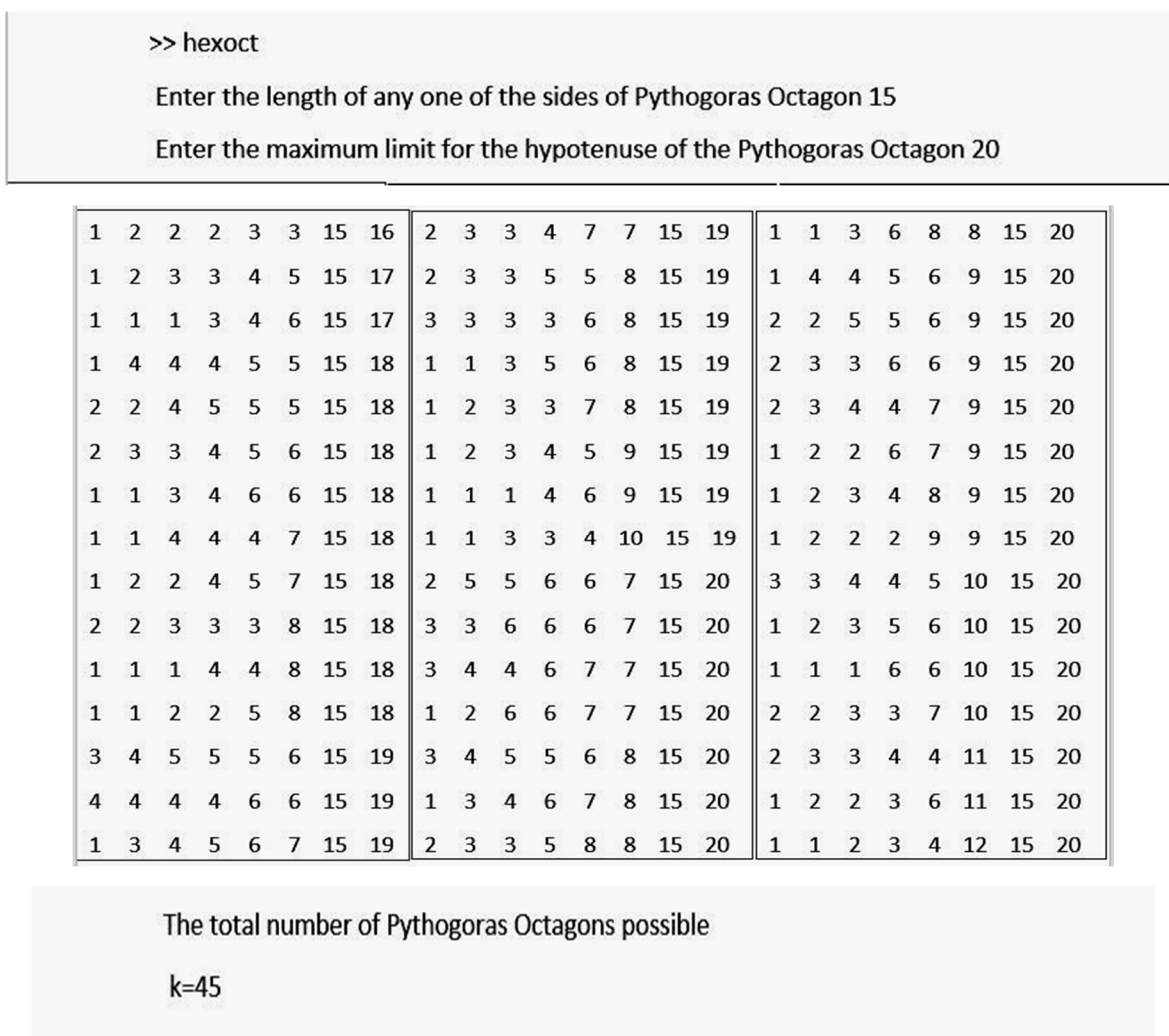 >> hexoct
Enter the length of any one of the sides of Pythogoras Octagon 15
Enter the maximum limit for the hypotenuse of the Pythogoras Octagon 20
1 2 2 2 3 3 15 16
1 2 3 3 4 5 15 17
1 1 1 3 4 6 15 17
1 4 4 4 5 5 15 18
2 2 4 5 5 5 15 18
2 3 3 4 5 6 15 18
1 1 3 4 6 6 15 18
1 1 4 4 4 7 15 18
1 2 2 4 5 7 15 18
2 2 3 3 3 8 15 18
1 1 1 4 4 8 15 18
1 1 2 2 5 8 15 18
3 4 5 5 5 6 15 19
4 4 4 4 6 6 15 19
1 3 4 5 6 7 15 19
2 3 3 4 7 7 15 19
2 3 3 5 5 8 15 19
3 3 3 3 6 8 15 19
1 1 3 5 6 8 15 19
1 2 3 3 7 8 15 19
1 2 3 4 5 9 15 19
1 1 1 4 6 9 15 19
1 1 3 3 4 10 15 19
2 5 5 6 6 7 15 20
3 3 6 6 6 7 15 20
3 4 4 6 7 7 15 20
1 2 6 6 7 7 15 20
3 4 5 5 6 8 15 20
1 3 4 6 7 8 15 20
2 3 3 5 8 8 15 20
1 1 3 6 8 8 15 20
1 4 4 5 6 9 15 20
2 2 5 5 6 9 15 20
2 3 3 6 6 9 15 20
2 3 4 4 7 9 15 20
1 2 2 6 7 9 15 20
1 2 3 4 8 9 15 20
1 2 2 2 9 9 15 20
3 3 4 4 5 10 15 20
1 2 3 5 6 10 15 20
1 1 1 6 6 10 15 20
2 2 3 3 7 10 15 20
2 3 3 4 4 11 15 20
1 2 2 3 6 11 15 20
1 1 2 3 4 12 15 20
The total number of Pythogoras Octagons possible
k=45